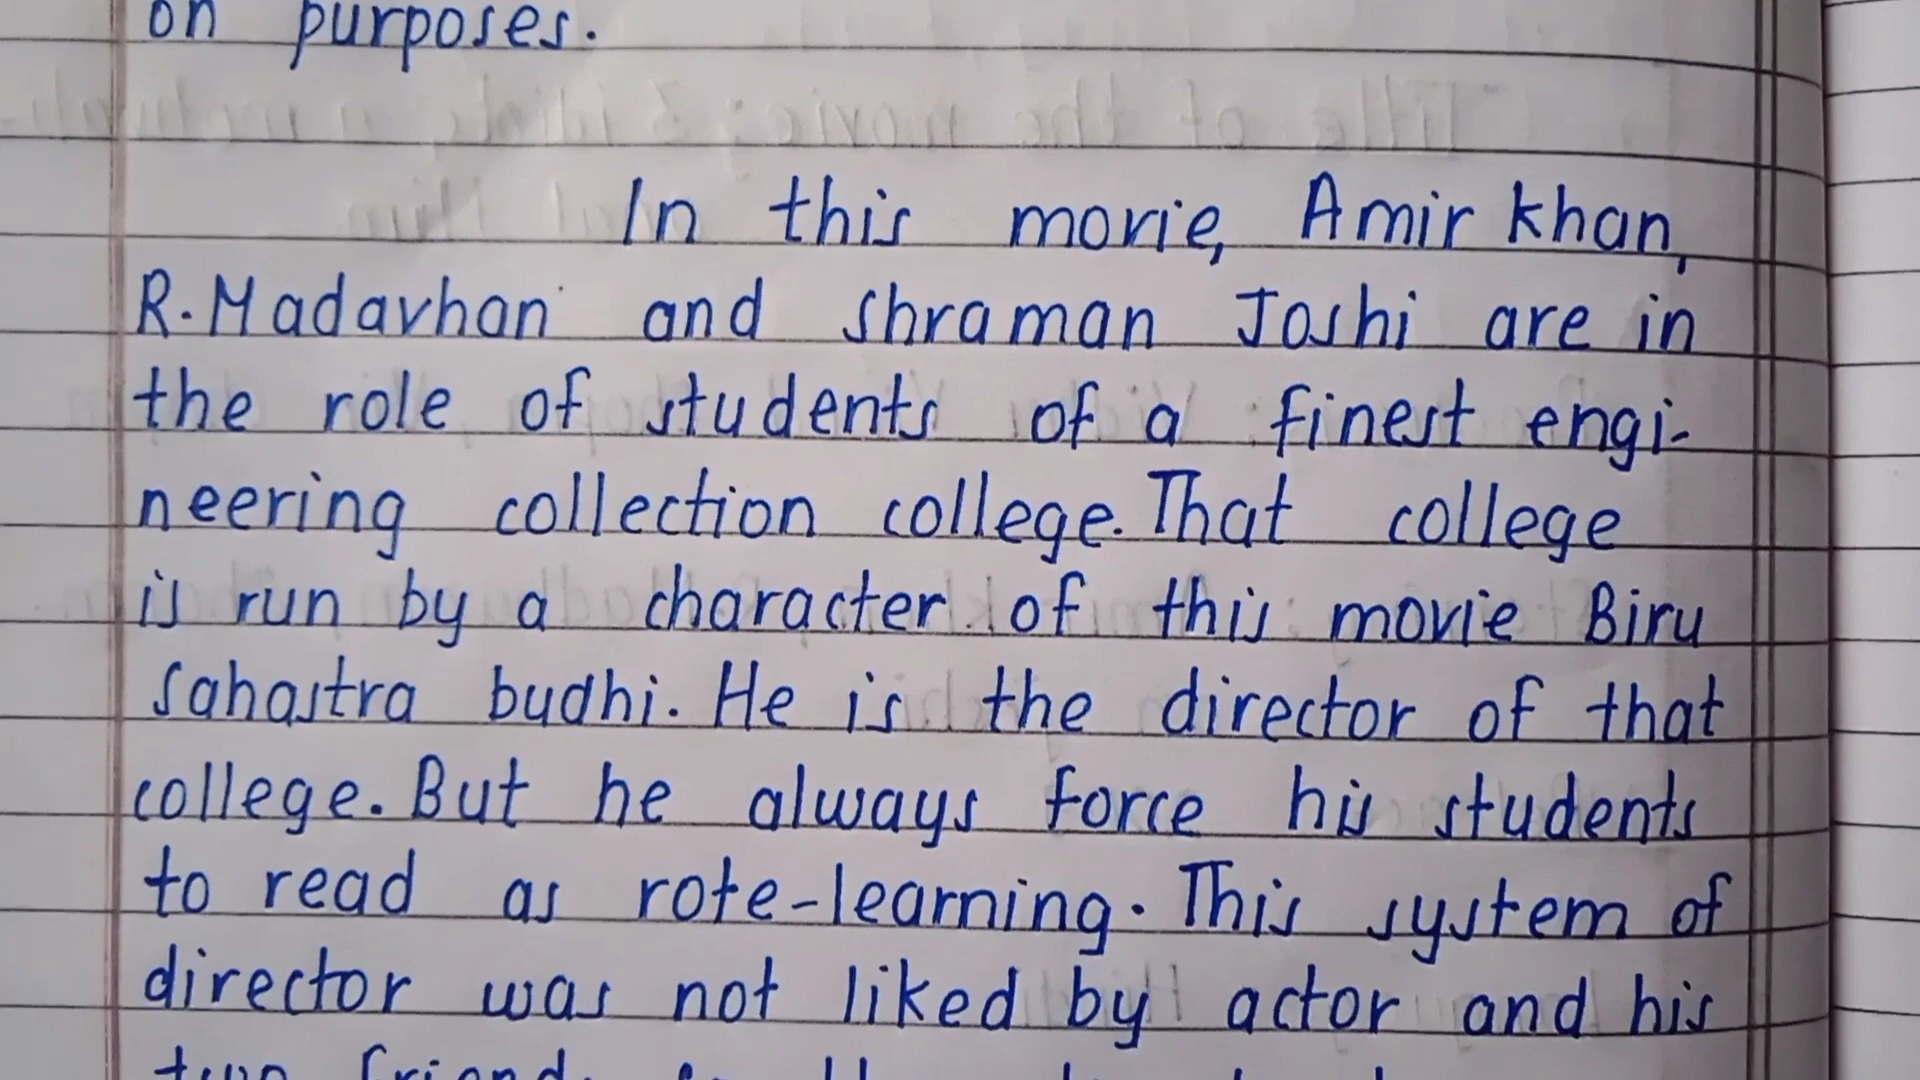 on purposes.
In this movie, Amir khan,
R. Madavhan and Shraman Joshi are in
the role of students of a finest engi-
neering collection college. That college
is run by a character of this movie Biru
Sahastra budhi. He is the director of that
college. But he always force his students
to read as rote-learning. This system of
director was not liked by actor and his
two friend